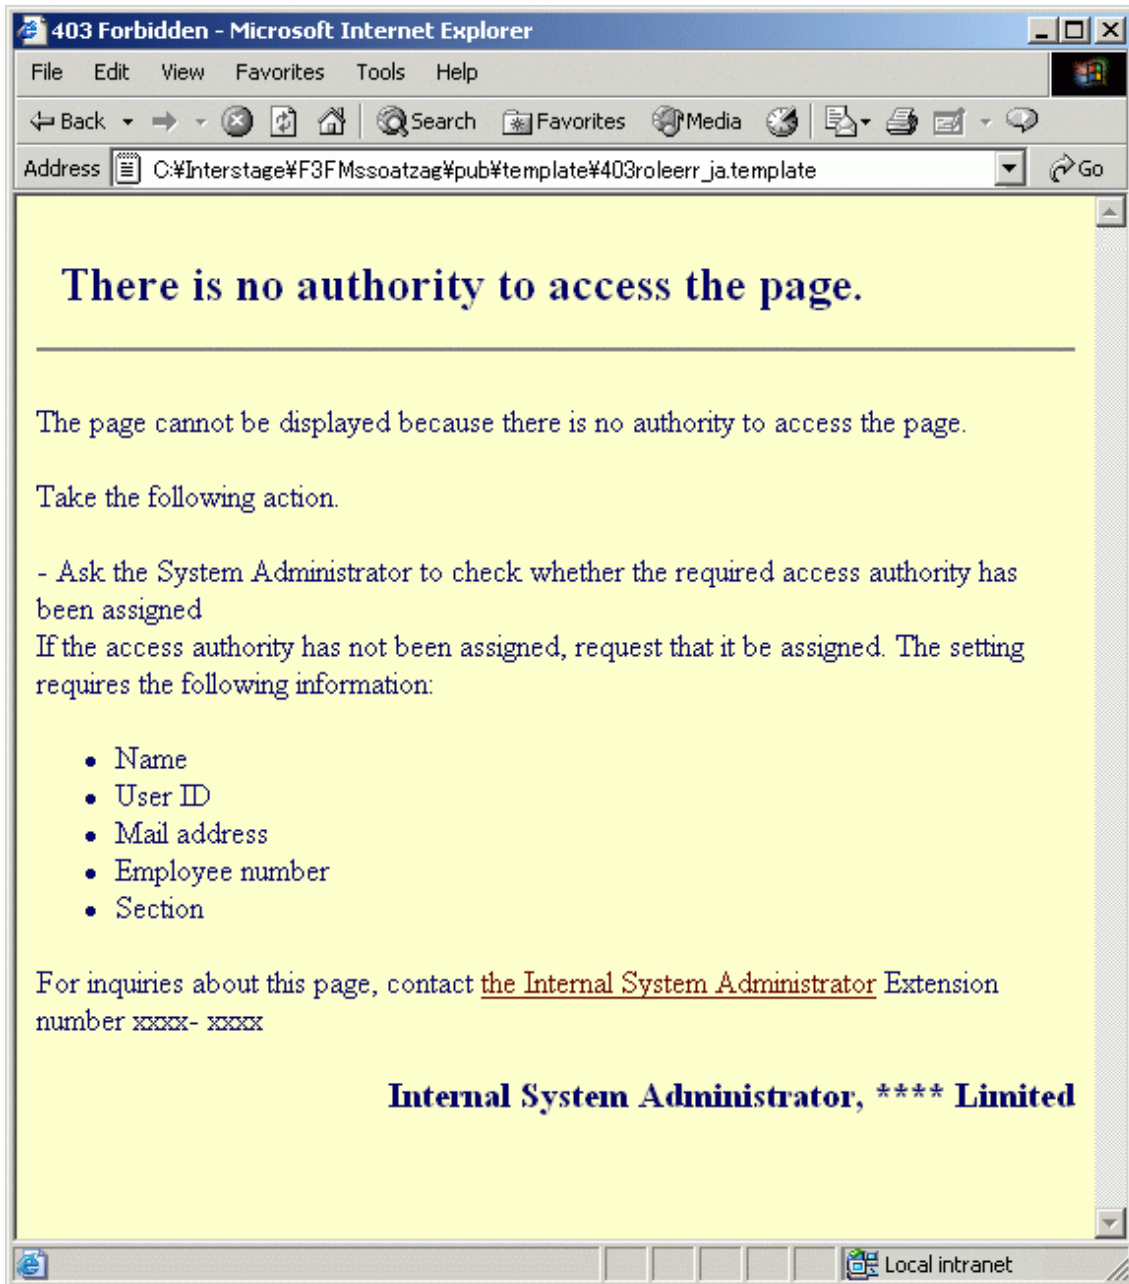 403 Forbidden - Microsoft Internet Explorer
File Edit View Favorites Tools Help
Back Search Favorites Media
Address C:¥Interstage¥F3FMssoatzag¥pub¥template¥403roleerr_ja.template Go
There is no authority to access the page.
The page cannot be displayed because there is no authority to access the page.
Take the following action.
- Ask the System Administrator to check whether the required access authority has
been assigned
If the access authority has not been assigned, request that it be assigned. The setting
requires the following information:
• Name
• User ID
• Mail address
• Employee number
• Section
For inquiries about this page, contact the Internal System Administrator Extension
number xxxx- xxxx
Internal System Administrator, **** Limited
Local intranet